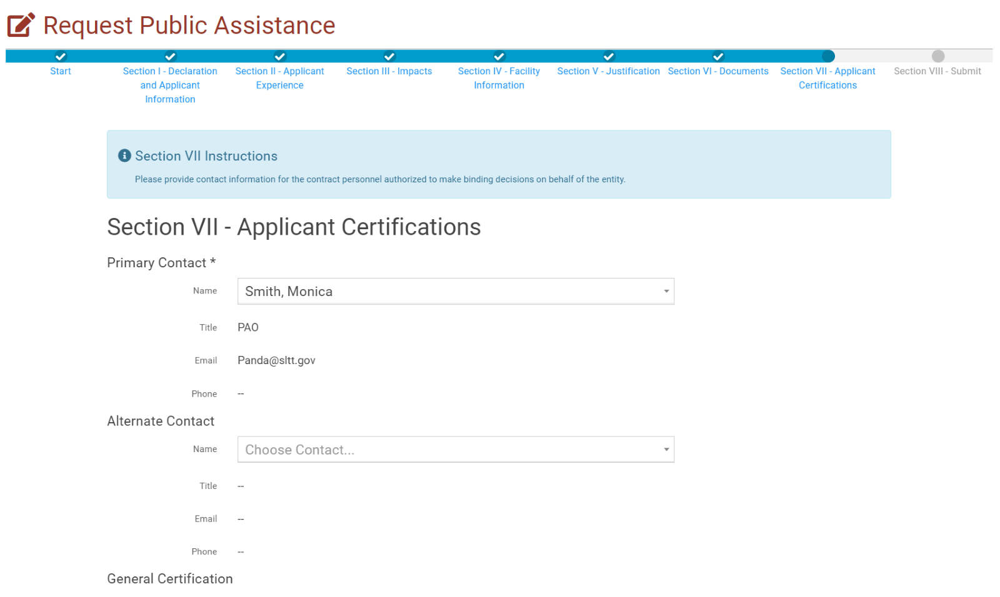 Request Public Assistance
Start
Section I - Declaration
and Applicant
Information
Section II - Applicant
Experience
Section III - Impacts
Section IV - Facility
Information
Section V - Justification
Section VI - Documents
Section VII - Applicant
Certifications
Section VIII - Submit
Section VII Instructions
Please provide contact information for the contract personnel authorized to make binding decisions on behalf of the entity.
Section VII - Applicant Certifications
Primary Contact *
Name Smith, Monica
Title PAO
Email Panda@sltt.gov
Phone --
Alternate Contact
Name Choose Contact...
Title --
Email --
Phone --
General Certification